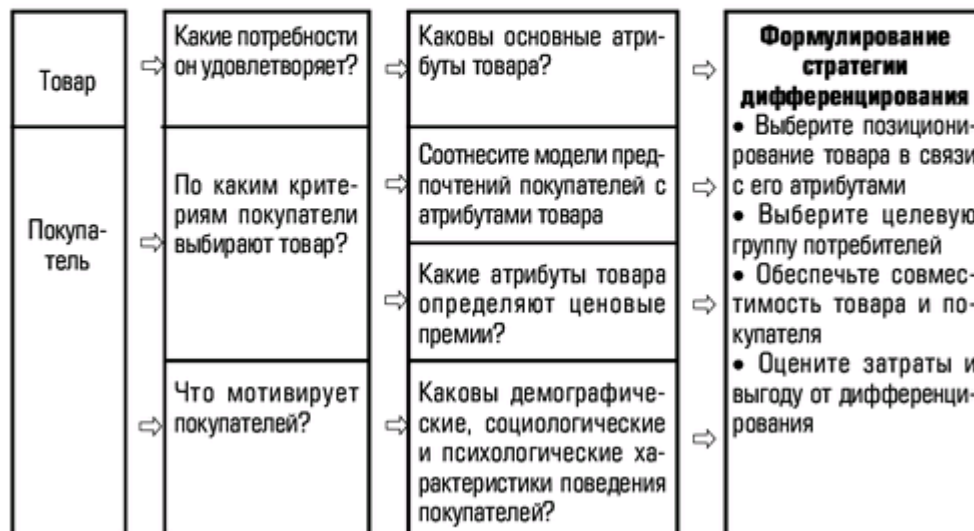 Товар
Какие потребности
он удовлетворяет?
Каковы основные атри-
буты товара?
Покупа-
тель
По каким крите-
риям покупатели
выбирают товар?
Соотнесите модели пред-
почтений покупателей с
атрибутами товара
Какие атрибуты товара
определяют ценовые
премии?
Что мотивирует
покупателей?
Каковы демографиче-
ские, социологические
и психологические ха-
рактеристики поведения
покупателей?
Формулирование
стратегии
дифференцирования
• Выберите позициони-
рование товара в связи
с его атрибутами
• Выберите целевую
группу потребителей
• Обеспечьте совмес-
тимость товара и по-
купателя
• Оцените затраты и
выгоду от дифференци-
рования